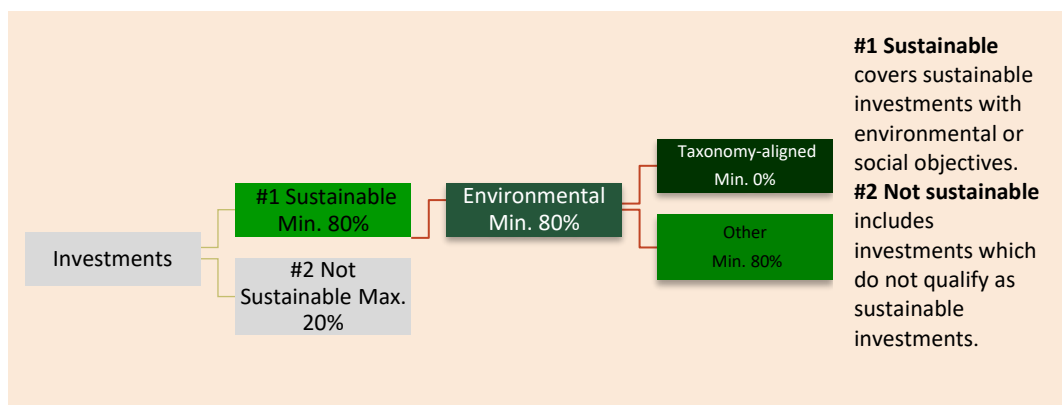 Investments
#1 Sustainable
Min. 80%
#2 Not
Sustainable Max.
20%
Environmental
Min. 80%
Taxonomy-aligned
Min. 0%
Other
Min. 80%
#1 Sustainable
covers sustainable
investments with
environmental or
social objectives.
#2 Not sustainable
includes
investments which
do not qualify as
sustainable
investments.